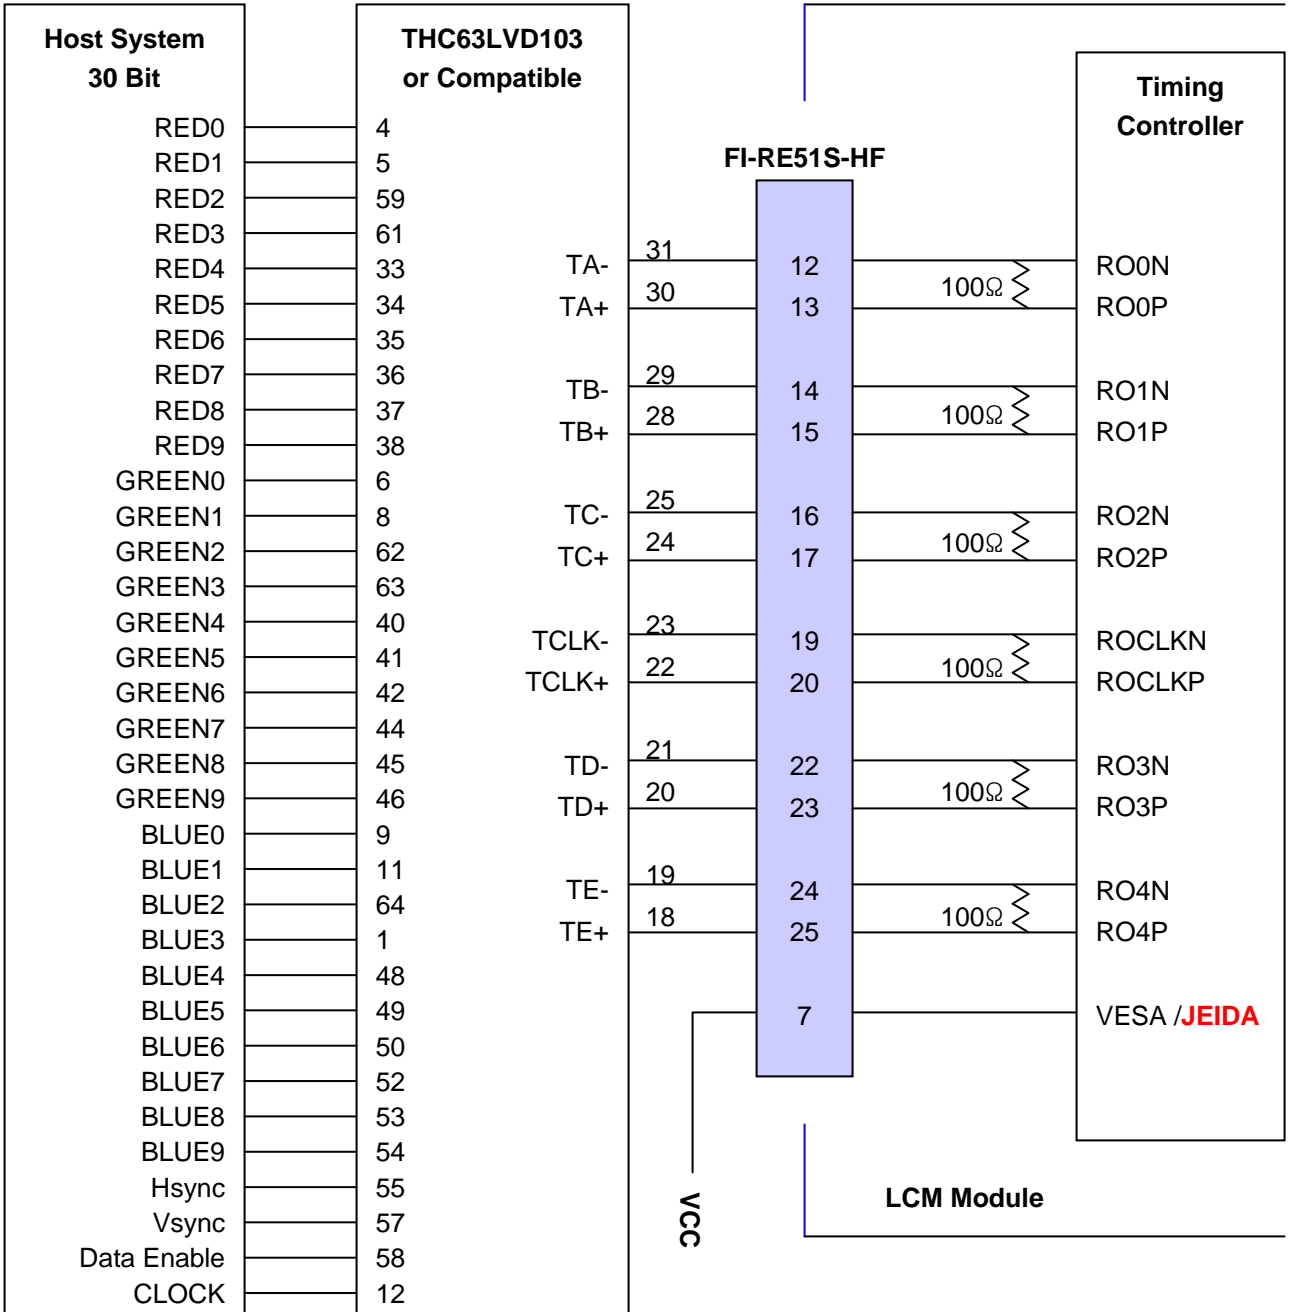 Host System
30 Bit
RED0
RED1
RED2
RED3
RED4
RED5
RED6
RED7
RED8
RED9
GREEN0
GREEN1
GREEN2
GREEN3
GREEN4
GREEN5
GREEN6
GREEN7
GREEN8
GREEN9
BLUE0
BLUE1
BLUE2
BLUE3
BLUE4
BLUE5
BLUE6
BLUE7
BLUE8
BLUE9
Hsync
Vsync
Data Enable
CLOCK
THC63LVD103
or Compatible
4
5
59
61
33
34
35
36
37
38
6
8
62
63
40
41
42
44
45
46
9
11
64
1
48
49
50
52
53
54
55
57
58
12
TA-
TA+
TB-
TB+
TC-
TC+
TCLK-
TCLK+
TD-
TD+
TE-
TE+
31
30
29
28
25
24
23
22
21
20
19
18
VCC
FI-RE51S-HF
12
13
14
15
16
17
19
20
22
23
24
25
7
100Ω
100Ω
100Ω
100Ω
100Ω
100Ω
Timing
Controller
RO0N
RO0P
RO1N
RO1P
RO2N
RO2P
ROCLKN
ROCLKP
RO3N
RO3P
RO4N
RO4P
VESA /JEIDA
LCM Module